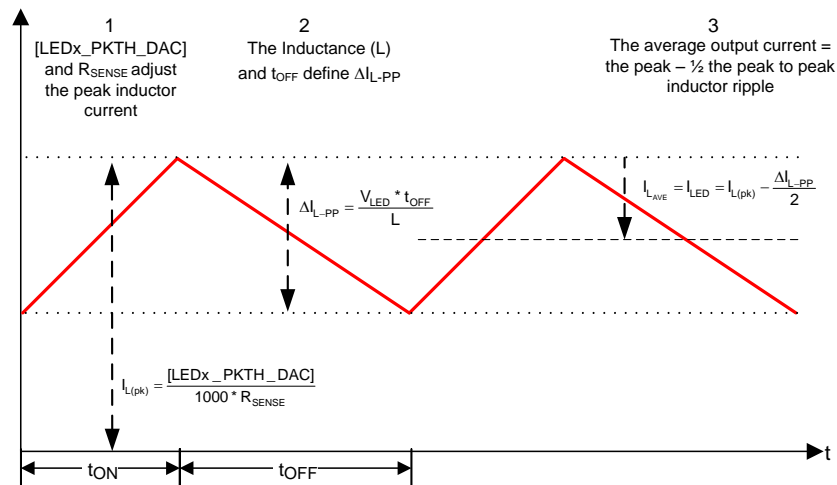 1
[LEDx_PKTH_DAC]
and RSENSE adjust
the peak inductor
current
2
The Inductance (L)
and tOFF define ΔIL-PP
3
The average output current =
the peak – ½ the peak to peak
inductor ripple
ΔIL–PP = VLED * tOFF / L
ILAVE = ILED = IL(pk) – ΔIL–PP / 2
IL(pk) = [LEDx_PKTH_DAC] / 1000 * RSENSE
t
tON
tOFF